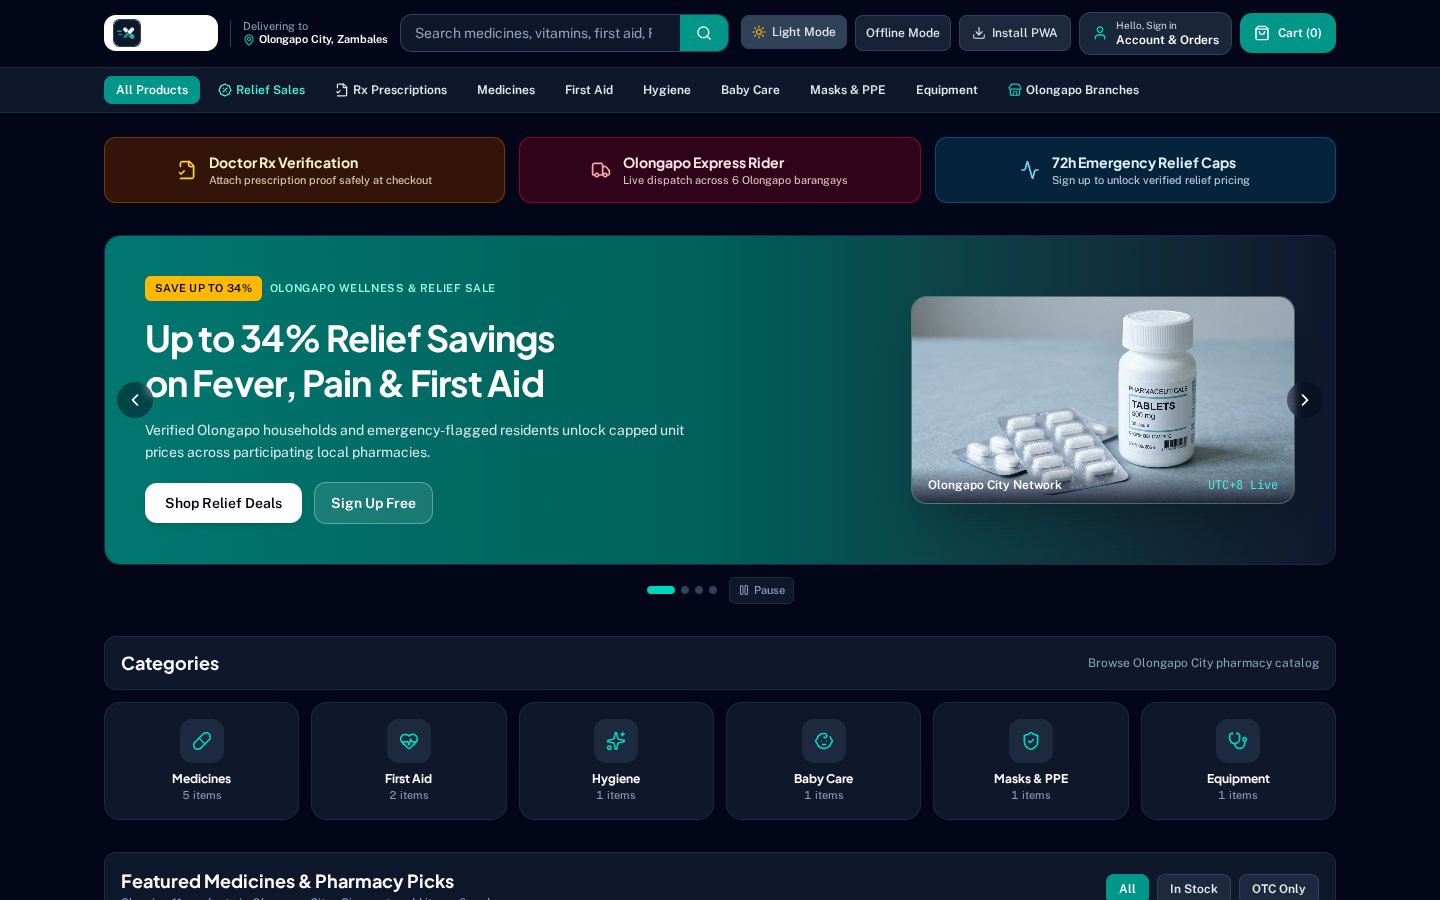 Delivering to
Olongapo City, Zambales
Search medicines, vitamins, first aid,
Light Mode
Offline Mode
Install PWA
Hello, Sign in
Account & Orders
Cart (0)
All Products
Relief Sales
Rx Prescriptions
Medicines
First Aid
Hygiene
Baby Care
Masks & PPE
Equipment
Olongapo Branches
Doctor Rx Verification
Attach prescription proof safely at checkout
Olongapo Express Rider
Live dispatch across 6 Olongapo barangays
72h Emergency Relief Caps
Sign up to unlock verified relief pricing
SAVE UP TO 34%
OLONGAPO WELLNESS & RELIEF SALE
Up to 34% Relief Savings
on Fever, Pain & First Aid
Verified Olongapo households and emergency-flagged residents unlock capped unit
prices across participating local pharmacies.
Shop Relief Deals
Sign Up Free
PHARMACEUTICALS
TABLETS
500 mg
Olongapo City Network
UTC+8 Live
Pause
Categories
Browse Olongapo City pharmacy catalog
Medicines
5 items
First Aid
2 items
Hygiene
1 items
Baby Care
1 items
Masks & PPE
1 items
Equipment
1 items
Featured Medicines & Pharmacy Picks
All
In Stock
OTC Only